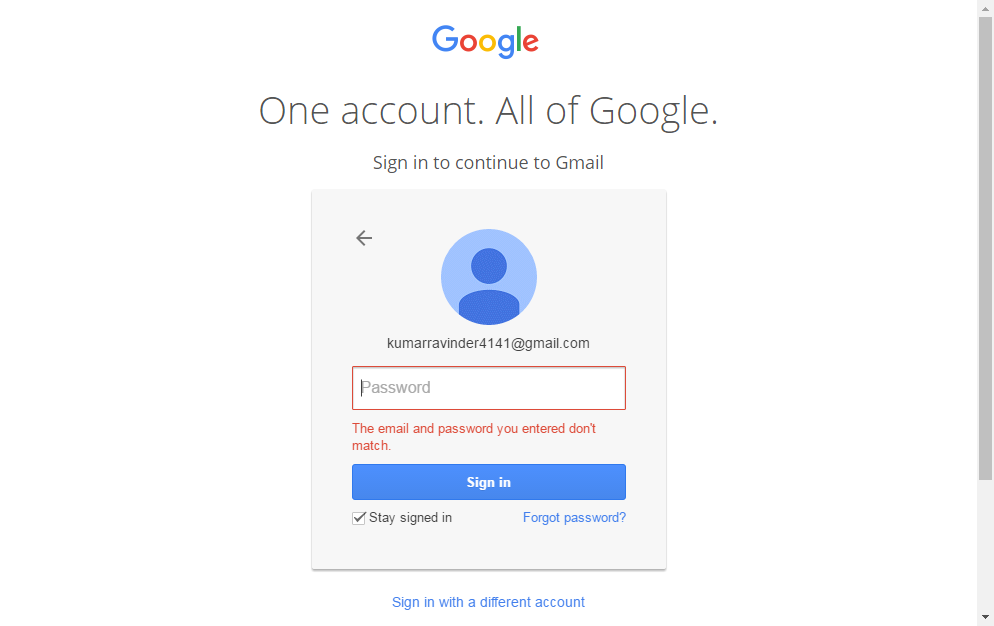 Google
One account. All of Google.
Sign in to continue to Gmail
kumarravinder4141@gmail.com
Password
The email and password you entered don't
match.
Sign in
Stay signed in
Forgot password?
Sign in with a different account